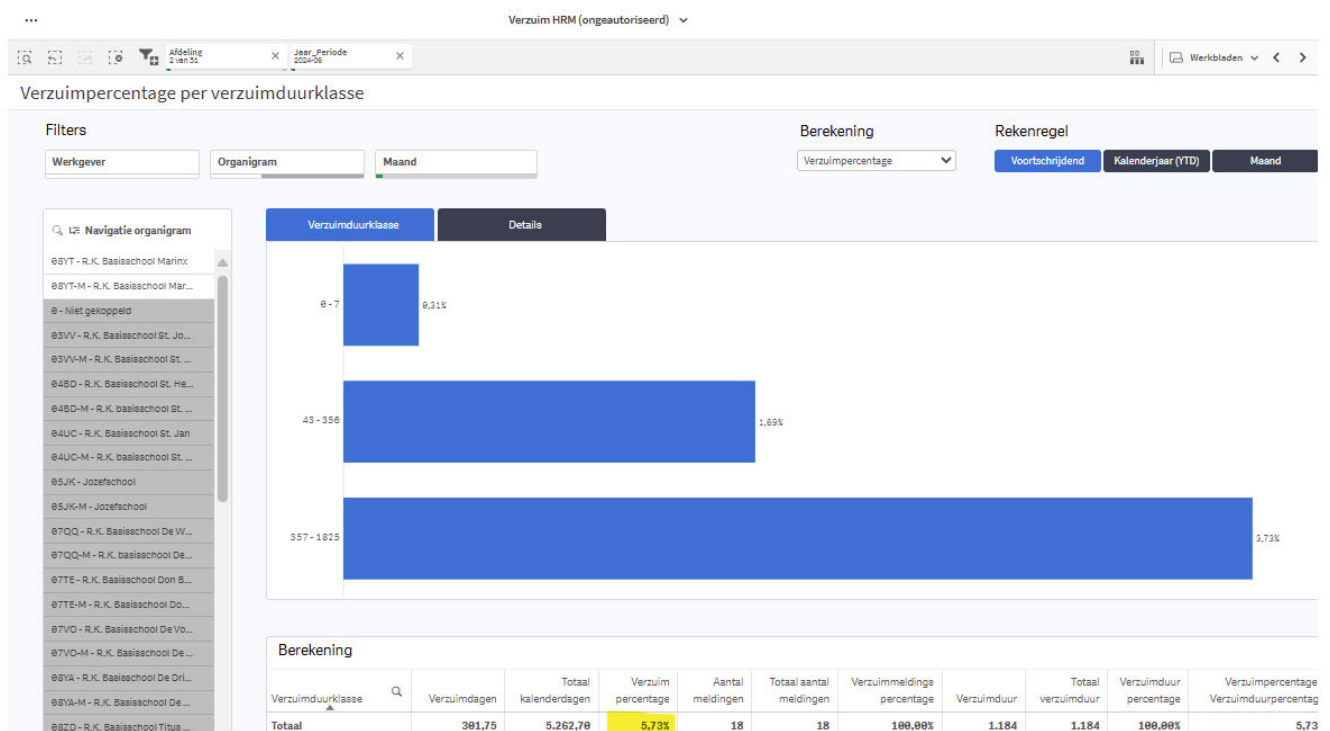 ...
Verzuim HRM (ongeautoriseerd)
Afdeling
2 van 51
Jaar_Periode
2024-06
Werkbladen
Verzuimpercentage per verzuimduurklasse
Filters
Berekening
Rekenregel
Werkgever
Organigram
Maand
Verzuimpercentage
Voortschrijdend
Kalenderjaar (YTD)
Maand
Navigatie organigram
Verzuimduurklasse
Details
08YT - R.K. Basisschool Marinx
08YT-M - R.K. Basisschool Mar...
0 - Niet gekoppeld
03VV - R.K. Basisschool St. Jo...
03VV-M - R.K. Basisschool St. ...
04BD - R.K. Basisschool St. He...
04BD-M - R.K. basisschool St. ...
04UC - R.K. Basisschool St. Jan
04UC-M - R.K. basisschool St. ...
05JK - Jozefschool
05JK-M - Jozefschool
07QQ - R.K. Basisschool De W...
07QQ-M - R.K. basisschool De...
07TE - R.K. Basisschool Don B...
07TE-M - R.K. Basisschool Do...
07VO - R.K. Basisschool De Vo...
07VO-M - R.K. Basisschool De ...
08YA - R.K. Basisschool De Dri...
08YA-M - R.K. Basisschool De ...
08ZD - R.K. Basisschool Titus ...
0-7
0,31%
43-356
1,69%
357-1825
3,73%
Berekening
Verzuimduurklasse
Verzuimdagen
Totaal
kalenderdagen
Verzuim
percentage
Aantal
meldingen
Totaal aantal
meldingen
Verzuimmeldings
percentage
Verzuimduur
Totaal
verzuimduur
Verzuimduur
percentage
Verzuimpercentage
Verzuimduurpercentag
Totaal 301,75 5.262,70 5,73% 18 18 100,00% 1.184 1.184 100,00% 5,73